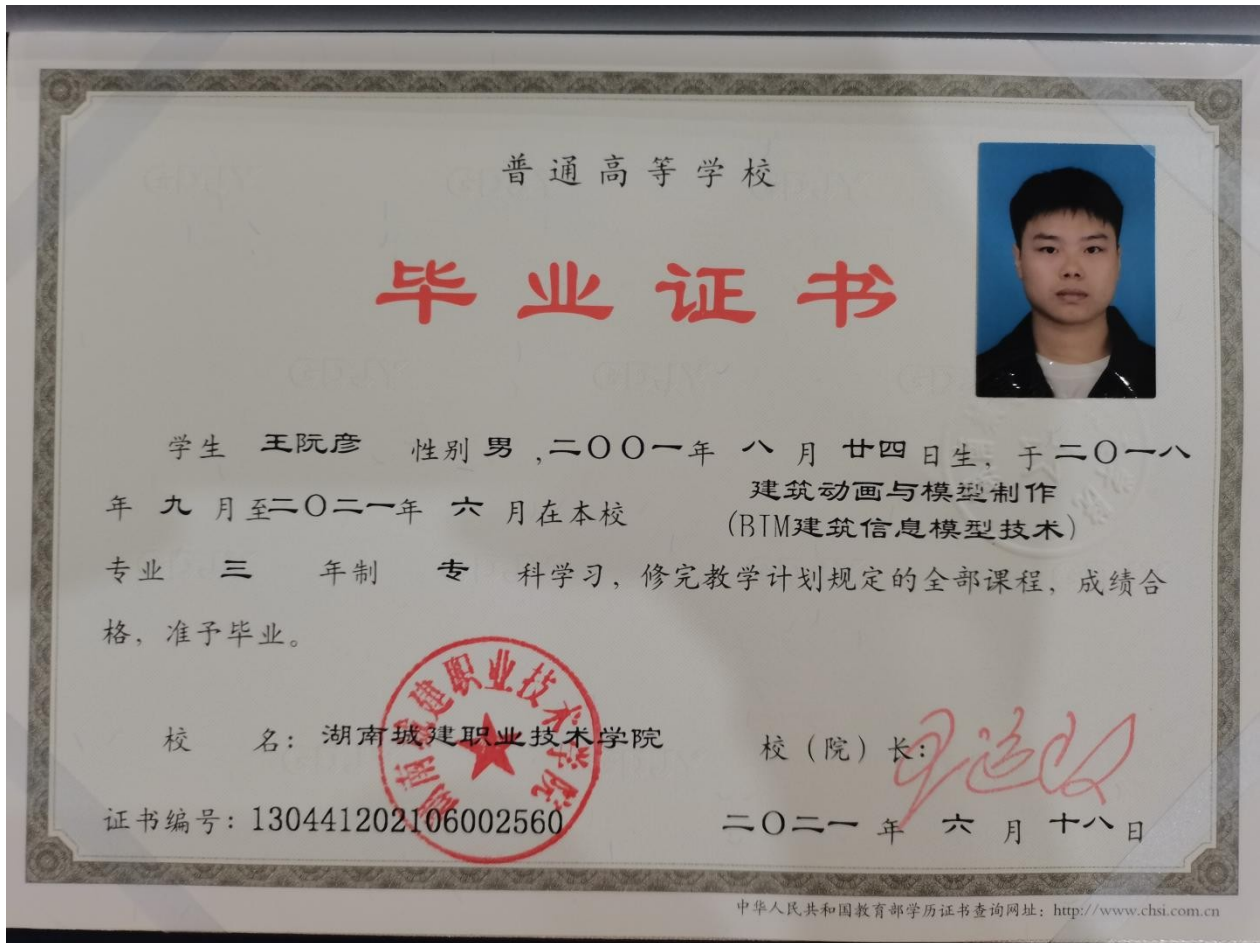 普通高等学校
毕业证书
学生 王阮彦 性别 男 ,二〇〇一年 八 月 廿四 日生, 于 二〇一八
年 九 月至二〇二一年 六 月在本校 建筑动画与模型制作
(BIM建筑信息模型技术)
专业 三 年制 专 科学习, 修完教学计划规定的全部课程, 成绩合
格, 准予毕业。
湖南城建职业技术学院
校 名: 湖南城建职业技术学院 校 (院) 长:
证书编号: 130441202106002560 二〇二一 年 六 月 十八 日
中华人民共和国教育部学历证书查询网址: http://www.chsi.com.cn